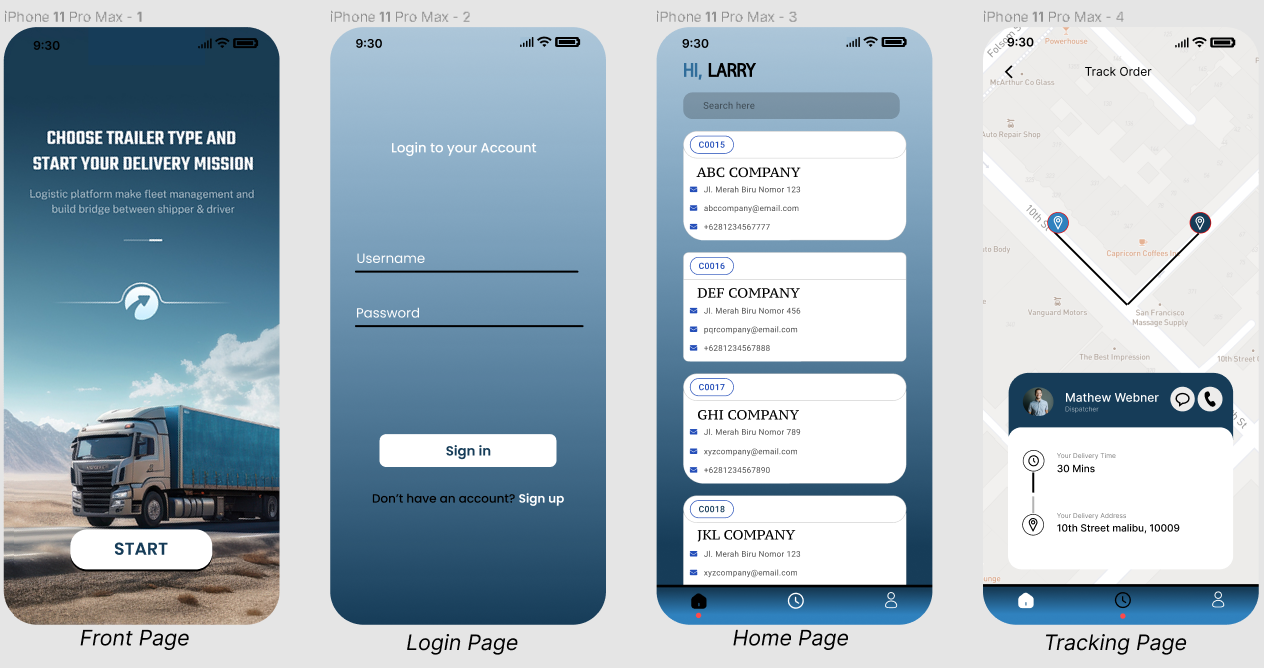 iPhone 11 Pro Max - 1
9:30
CHOOSE TRAILER TYPE AND
START YOUR DELIVERY MISSION
Logistic platform make fleet management and
build bridge between shipper & driver
START
Front Page
iPhone 11 Pro Max - 2
9:30
Login to your Account
Username
Password
Sign in
Don't have an account? Sign up
Login Page
iPhone 11 Pro Max - 3
9:30
HI, LARRY
Search here
C0015
ABC COMPANY
Jl. Merah Biru Nomor 123
abccompany@email.com
+6281234567777
C0016
DEF COMPANY
Jl. Merah Biru Nomor 456
pqrcompany@email.com
+6281234567888
C0017
GHI COMPANY
Jl. Merah Biru Nomor 789
xyzcompany@email.com
+6281234567890
C0018
JKL COMPANY
Jl. Merah Biru Nomor 123
xyzcompany@email.com
Home Page
iPhone 11 Pro Max - 4
Folsom S
9:30
Powerhouse
Track Order
McArthur Co Glass
Auto Repair Shop
10th St
Capricorn Coffees In
to Body
Vanguard Motors
San Francisco
Massage Supply
The Best Impression
10th Street
Mathew Webner
Dispatcher
h St
Your Delivery Time
30 Mins
Your Delivery Address
10th Street malibu, 10009
unge
Tracking Page